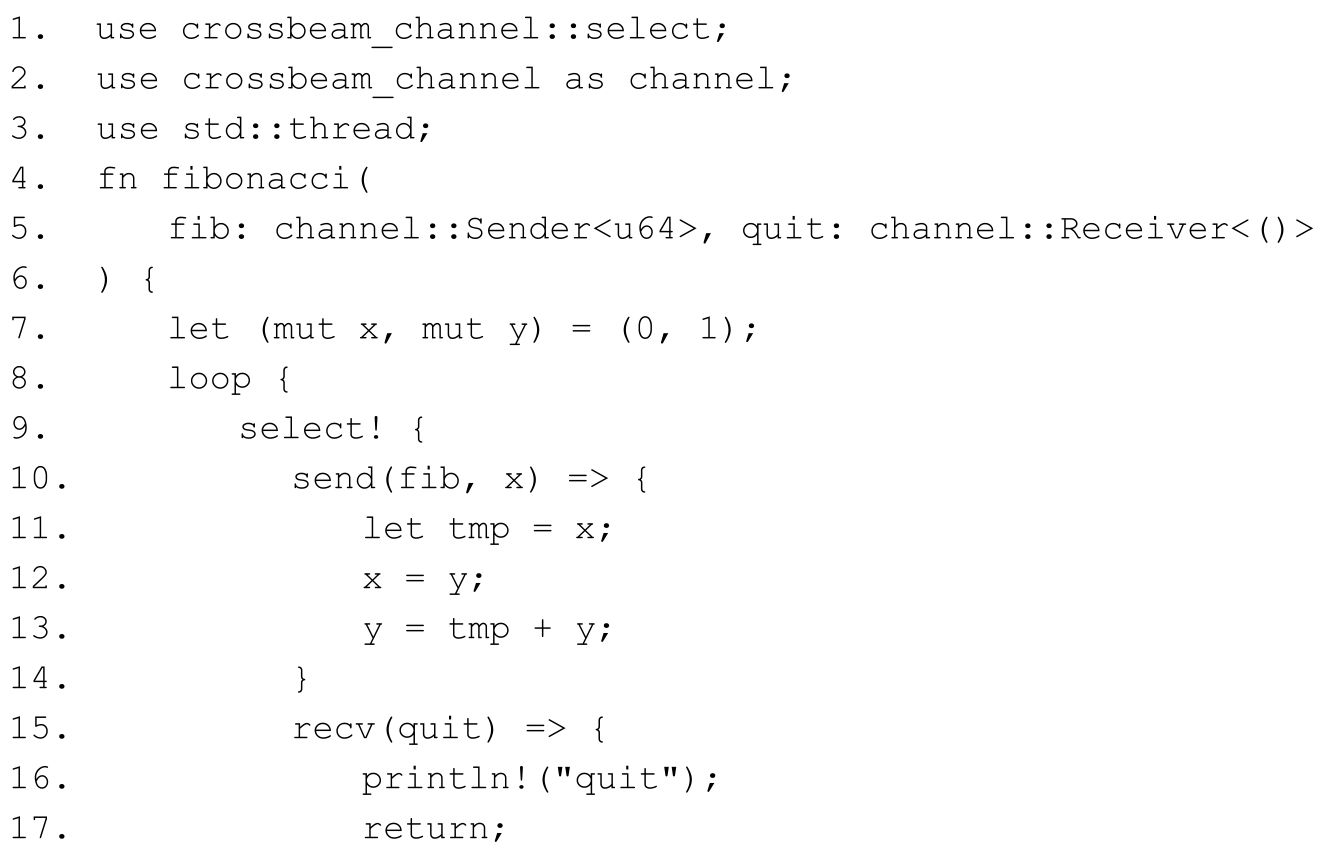 1. use crossbeam_channel::select;
2. use crossbeam_channel as channel;
3. use std::thread;
4. fn fibonacci(
5. fib: channel::Sender<u64>, quit: channel::Receiver<()>
6. ) {
7. let (mut x, mut y) = (0, 1);
8. loop {
9. select! {
10. send(fib, x) => {
11. let tmp = x;
12. x = y;
13. y = tmp + y;
14. }
15. recv(quit) => {
16. println!("quit");
17. return;